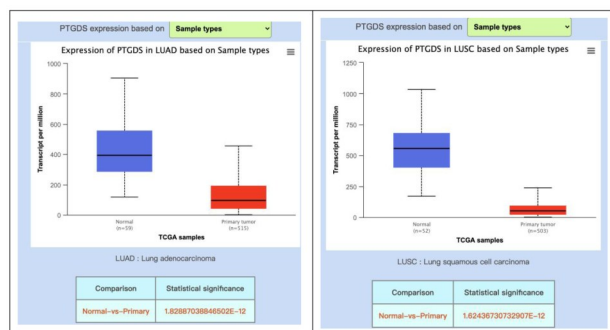 PTGDS expression based on Sample types
Expression of PTGDS in LUAD based on Sample types
1000
800
600
400
200
0
Transcript per million
Normal
(n=59)
Primary tumor
(n=515)
TCGA samples
LUAD : Lung adenocarcinoma
Comparison Statistical significance
Normal-vs-Primary 1.82887038846502E-12
PTGDS expression based on Sample types
Expression of PTGDS in LUSC based on Sample types
1250
1000
750
500
250
0
Transcript per million
Normal
(n=52)
Primary tumor
(n=503)
TCGA samples
LUSC : Lung squamous cell carcinoma
Comparison Statistical significance
Normal-vs-Primary 1.62436730732907E-12